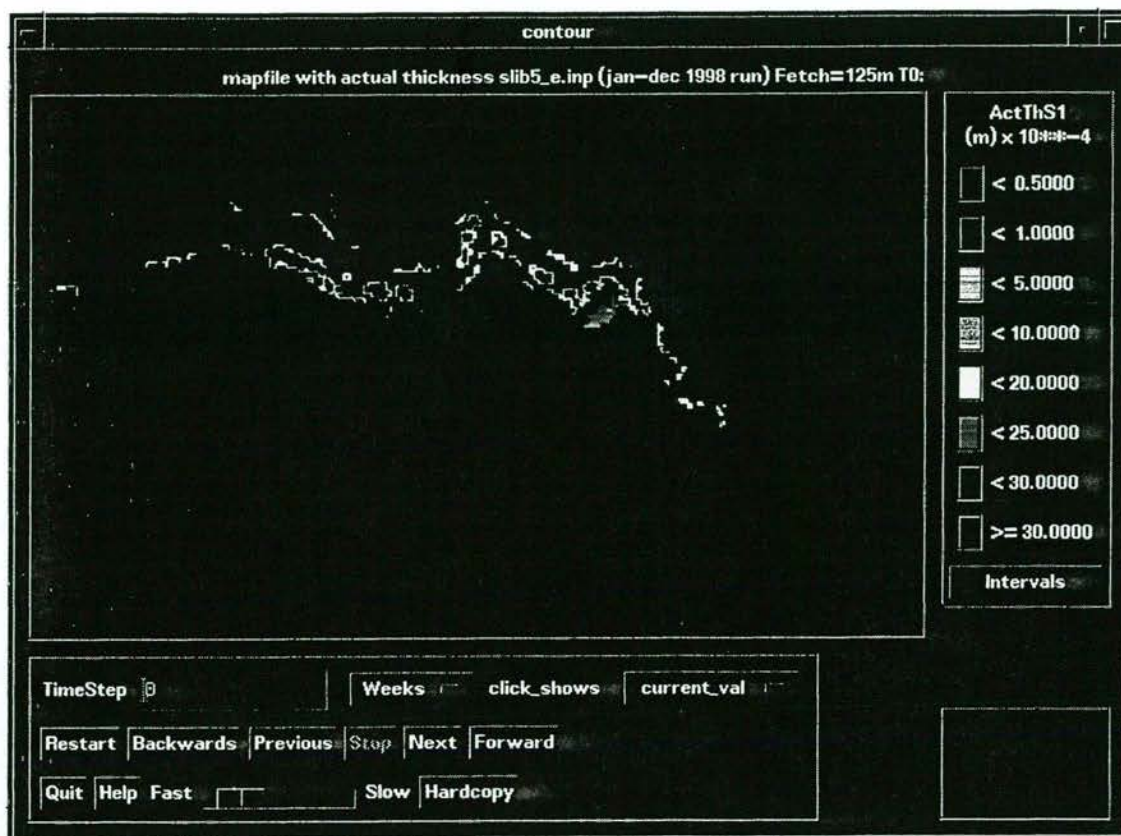 contour
mapfile with actual thickness slib5_e.inp (jan-dec 1998 run) Fetch=125m T0:
ActThS1
(m) x 10**-4
< 0.5000
< 1.0000
< 5.0000
< 10.0000
< 20.0000
< 25.0000
< 30.0000
>= 30.0000
Intervals
TimeStep 0 Weeks click_shows current_val
Restart Backwards Previous Stop Next Forward
Quit Help Fast Slow Hardcopy